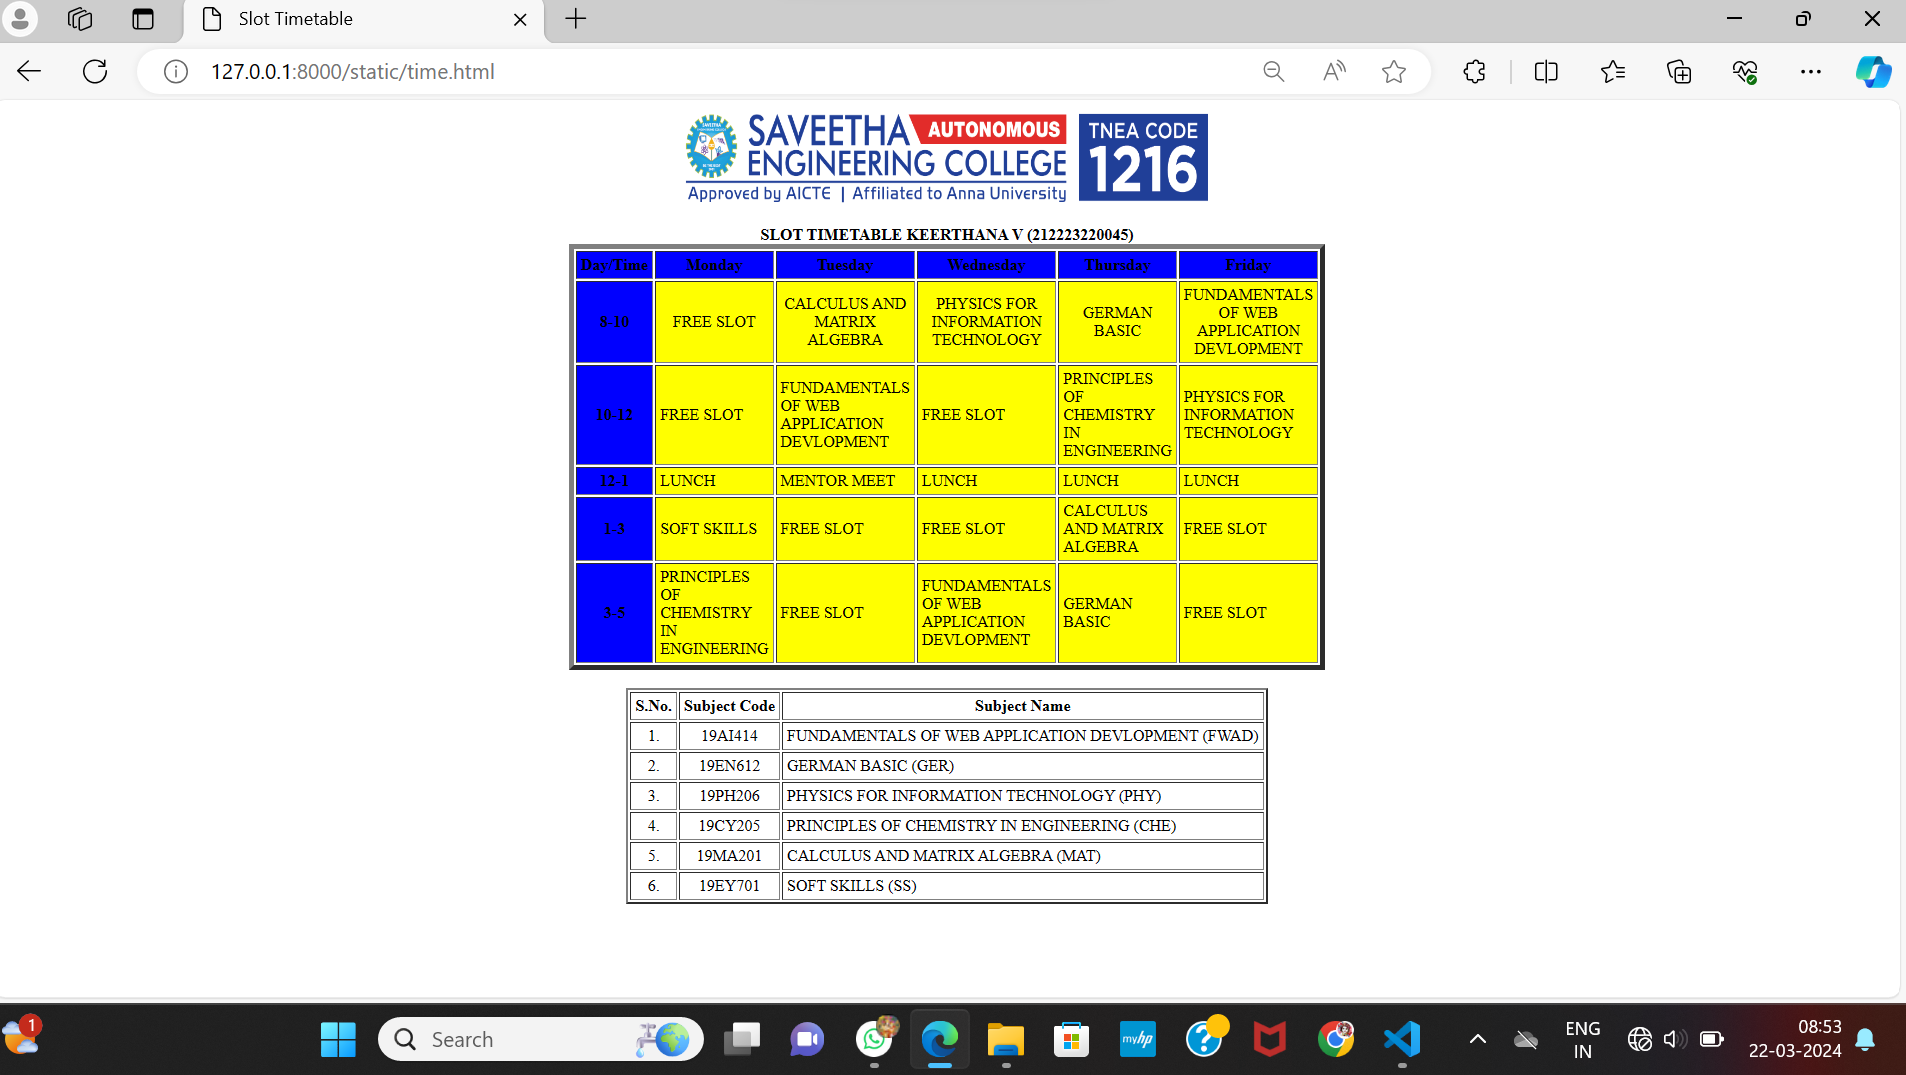 Slot Timetable
127.0.0.1:8000/static/time.html
SAVEETHA AUTONOMOUS
ENGINEERING COLLEGE
Approved by AICTE | Affiliated to Anna University
TNEA CODE
1216
SLOT TIMETABLE KEERTHANA V (212223220045)
Day/Time Monday Tuesday Wednesday Thursday Friday
8-10
FREE SLOT
CALCULUS AND
MATRIX
ALGEBRA
PHYSICS FOR
INFORMATION
TECHNOLOGY
GERMAN
BASIC
FUNDAMENTALS
OF WEB
APPLICATION
DEVLOPMENT
10-12
FREE SLOT
FUNDAMENTALS
OF WEB
APPLICATION
DEVLOPMENT
FREE SLOT
PRINCIPLES
OF
CHEMISTRY
IN
ENGINEERING
PHYSICS FOR
INFORMATION
TECHNOLOGY
12-1 LUNCH MENTOR MEET LUNCH LUNCH LUNCH
1-3
SOFT SKILLS
FREE SLOT
FREE SLOT
CALCULUS
AND MATRIX
ALGEBRA
FREE SLOT
3-5
PRINCIPLES
OF
CHEMISTRY
IN
ENGINEERING
FREE SLOT
FUNDAMENTALS
OF WEB
APPLICATION
DEVLOPMENT
GERMAN
BASIC
FREE SLOT
S.No. Subject Code Subject Name
1. 19AI414 FUNDAMENTALS OF WEB APPLICATION DEVLOPMENT (FWAD)
2. 19EN612 GERMAN BASIC (GER)
3. 19PH206 PHYSICS FOR INFORMATION TECHNOLOGY (PHY)
4. 19CY205 PRINCIPLES OF CHEMISTRY IN ENGINEERING (CHE)
5. 19MA201 CALCULUS AND MATRIX ALGEBRA (MAT)
6. 19EY701 SOFT SKILLS (SS)
1
Search
myhp
ENG
IN
08:53
22-03-2024